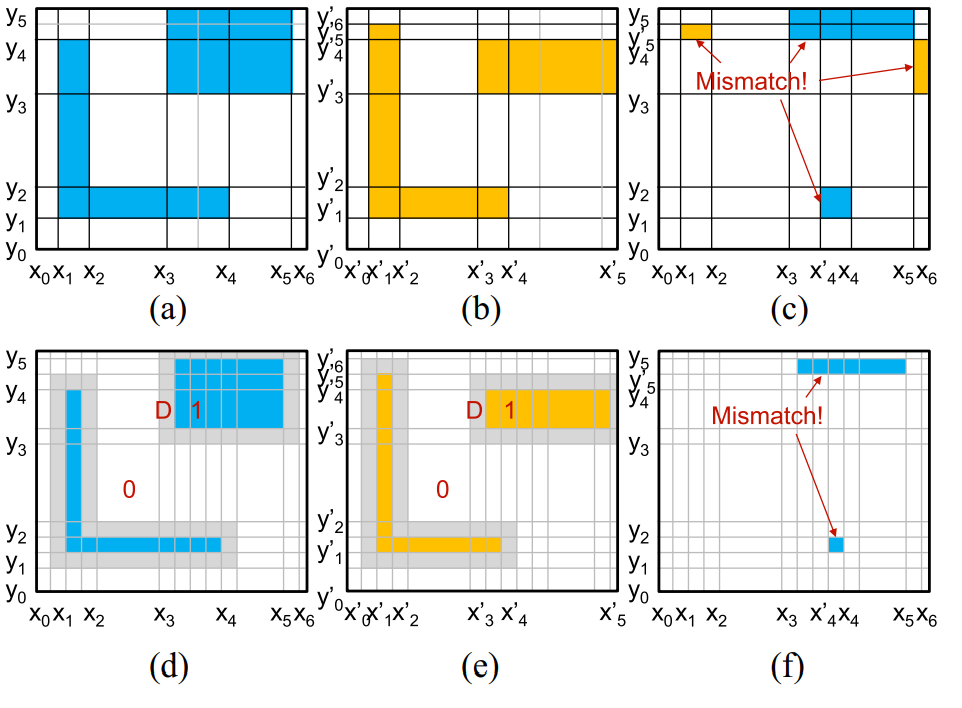 y5
y4
y3
y2
y1
y0
x0 x1 x2 x3 x4 x5 x6
(a)
y'6
y'5
y'4
y'3
y'2
y'1
y'0
x'0 x'1 x'2 x'3 x'4 x'5
(b)
y5
y'5
y4
y3
y2
y1
y0
Mismatch!
x0 x1 x2 x3 x'4 x4 x5 x6
(c)
y5
y4
y3
y2
y1
y0
D 1
0
x0 x1 x2 x3 x4 x5 x6
(d)
y'6
y'5
y'4
y'3
y'2
y'1
y'0
D 1
0
x'0 x'1 x'2 x'3 x'4 x'5
(e)
y5
y'5
y4
y3
y2
y1
y0
Mismatch!
x0 x1 x2 x3 x'4 x4 x5 x6
(f)